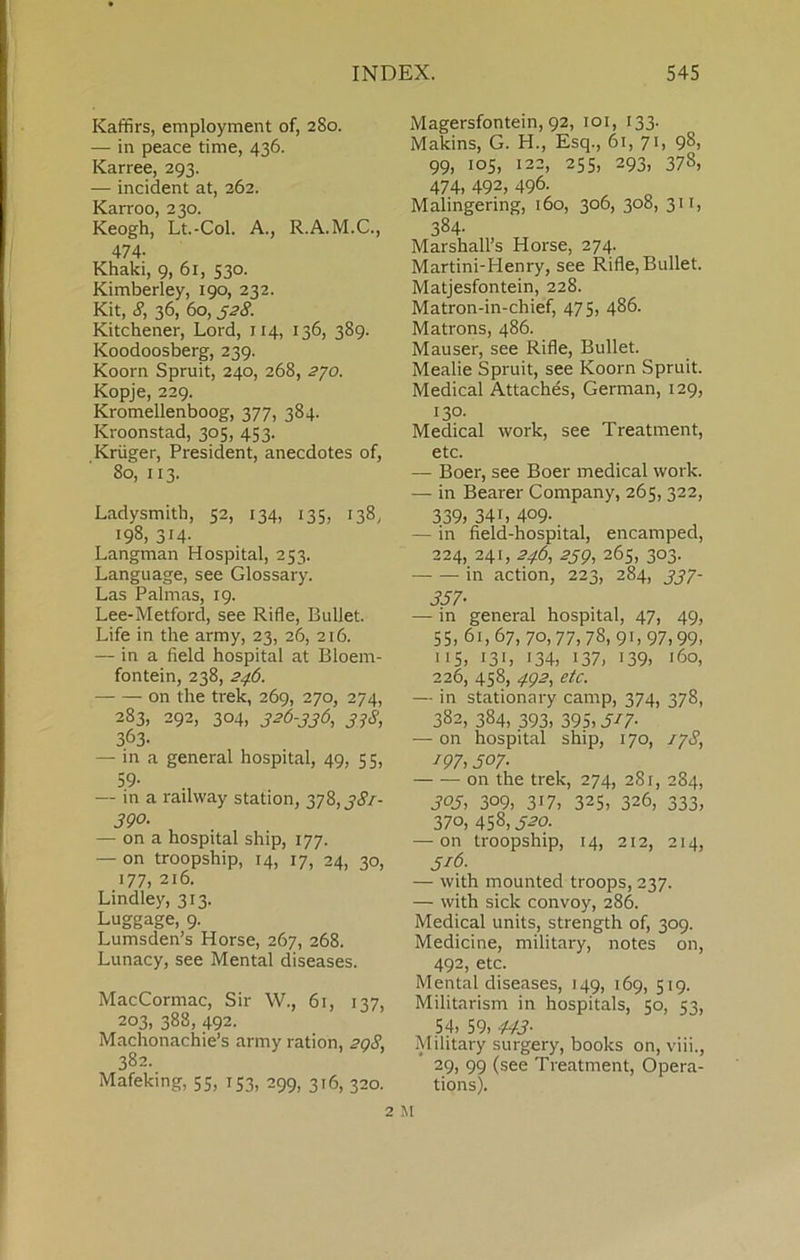 INDEX. 545
Kaffirs, employment of, 280.
— in peace time, 436.
Karree, 293.
— incident at, 262.
Karroo, 230.
Keogh, Lt.-Col. A., R.A.M.C.,
474.
Khaki, 9, 61, 530.
Kimberley, 190, 232.
Kit, 8, 36, 60, 528.
Kitchener, Lord, 114, 136, 389.
Koodoosberg, 239.
Koorn Spruit, 240, 268, 270.
Kopje, 229.
Kromellenboog, 377, 384.
Kroonstad, 305, 453.
Krüger, President, anecdotes of,
80, 113.
Ladysmith, 52, 134, 135, 138,
198, 314.
Langman Hospital, 253.
Language, see Glossary.
Las Palmas, 19.
Lee-Metford, see Rifle, Bullet.
Life in the army, 23, 26, 216.
— in a field hospital at Bloem-
fontein, 238, 246.
— — on the trek, 269, 270, 274,
283, 292, 304, 326-336, 338,
363.
— in a general hospital, 49, 55,
59.
— in a railway station, 378, 381-
390.
— on a hospital ship, 177.
— on troopship, 14, 17, 24, 30,
177, 216.
Lindley, 313.
Luggage, 9.
Lumsden's Horse, 267, 268.
Lunacy, see Mental diseases.
MacCormac, Sir W., 61, 137,
203, 388, 492.
Machonachie's army ration, 298,
382.
Mafeking, 55, 153, 299, 316, 320.
Magersfontein, 92, 101, 133.
Makins, G. H., Esq., 61, 71, 98,
99, 105, 122, 255, 293, 378,
474, 492, 496.
Malingering, 160, 306, 308, 311,
384.
Marshall's Horse, 274.
Martini-Henry, see Rifle, Bullet.
Matjesfontein, 228.
Matron-in-chief, 475, 486.
Matrons, 486.
Mauser, see Rifle, Bullet.
Mealie Spruit, see Koorn Spruit.
Medical Attachés, German, 129,
130.
Medical work, see Treatment,
etc.
— Boer, see Boer medical work.
— in Bearer Company, 265, 322,
339, 341, 409.
— in field-hospital, encamped,
224, 241, 246, 259, 265, 303.
— — in action, 223, 284, 337-
357.
— in general hospital, 47, 49,
55, 61, 67, 70, 77, 78, 91, 97, 99,
115, 131, 134, 137, 139, 160,
226, 458, 492, etc.
— in stationary camp, 374, 378,
382, 384, 393, 395, 517.
— on hospital ship, 170, 178,
197, 507.
— — on the trek, 274, 281, 284,
305, 309, 317, 325, 326, 333,
370, 458, 520.
— on troopship, 14, 212, 214,
516.
— with mounted troops, 237.
— with sick convoy, 286.
Medical units, strength of, 309.
Medicine, military, notes on,
492, etc.
Mental diseases, 149, 169, 519.
Militarism in hospitals, 50, 53,
54, 59, 443.
Military surgery, books on, viii.,
29, 99 (see Treatment, Opera-
tions).
2 M